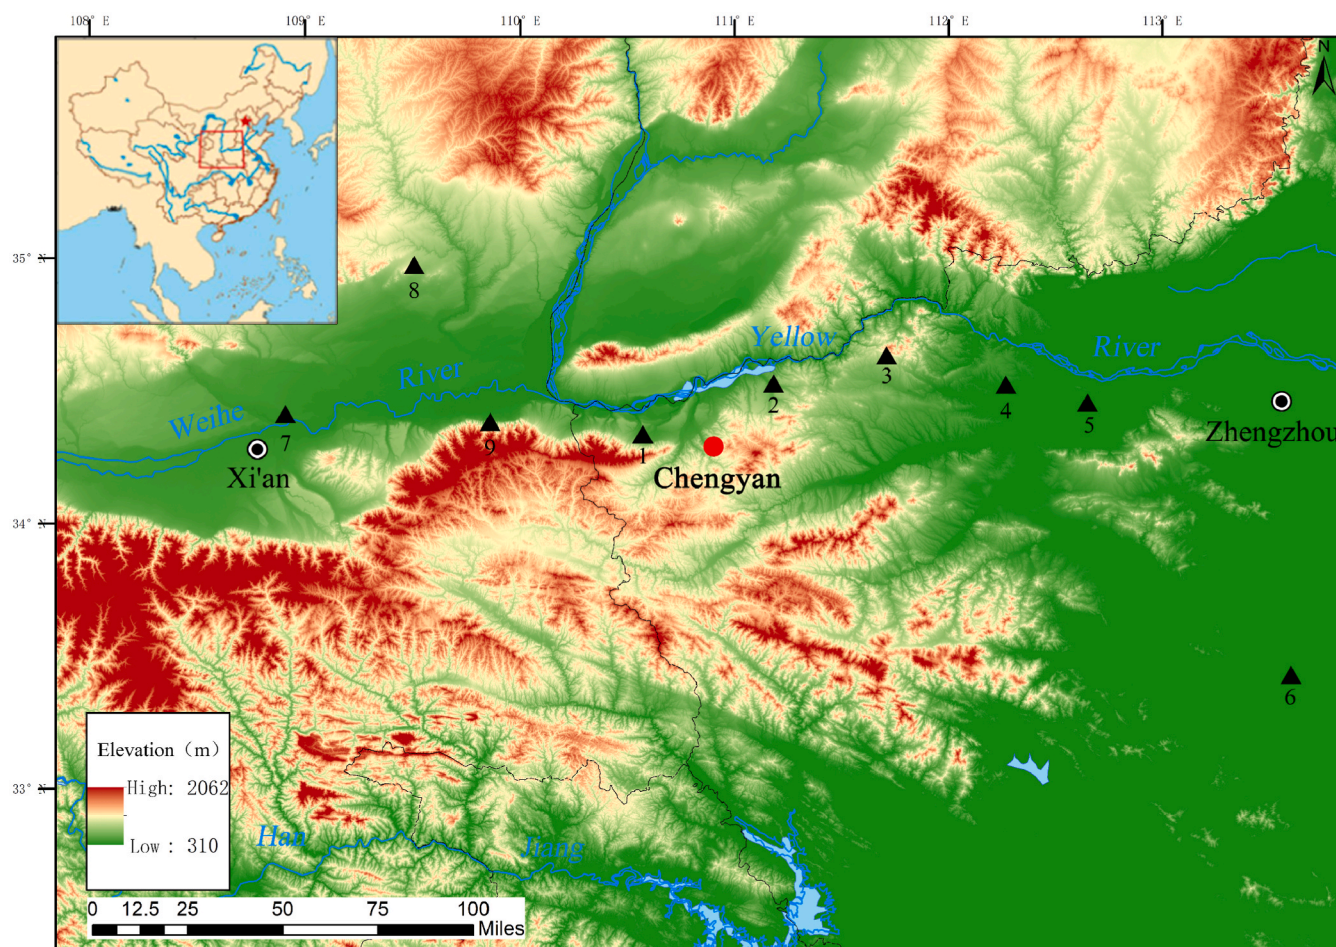 108° E 109° E 110° E 111° E 112° E 113° E
N
35° N
8
Yellow
River
River
3
2
4
5
Weihe
7
9
1
Zhengzhou
Xi'an
Chengyan
34° N
6
Elevation（m）
High: 2062
Low : 310
33° N
Han
Jiang
0 12.5 25 50 75 100
Miles